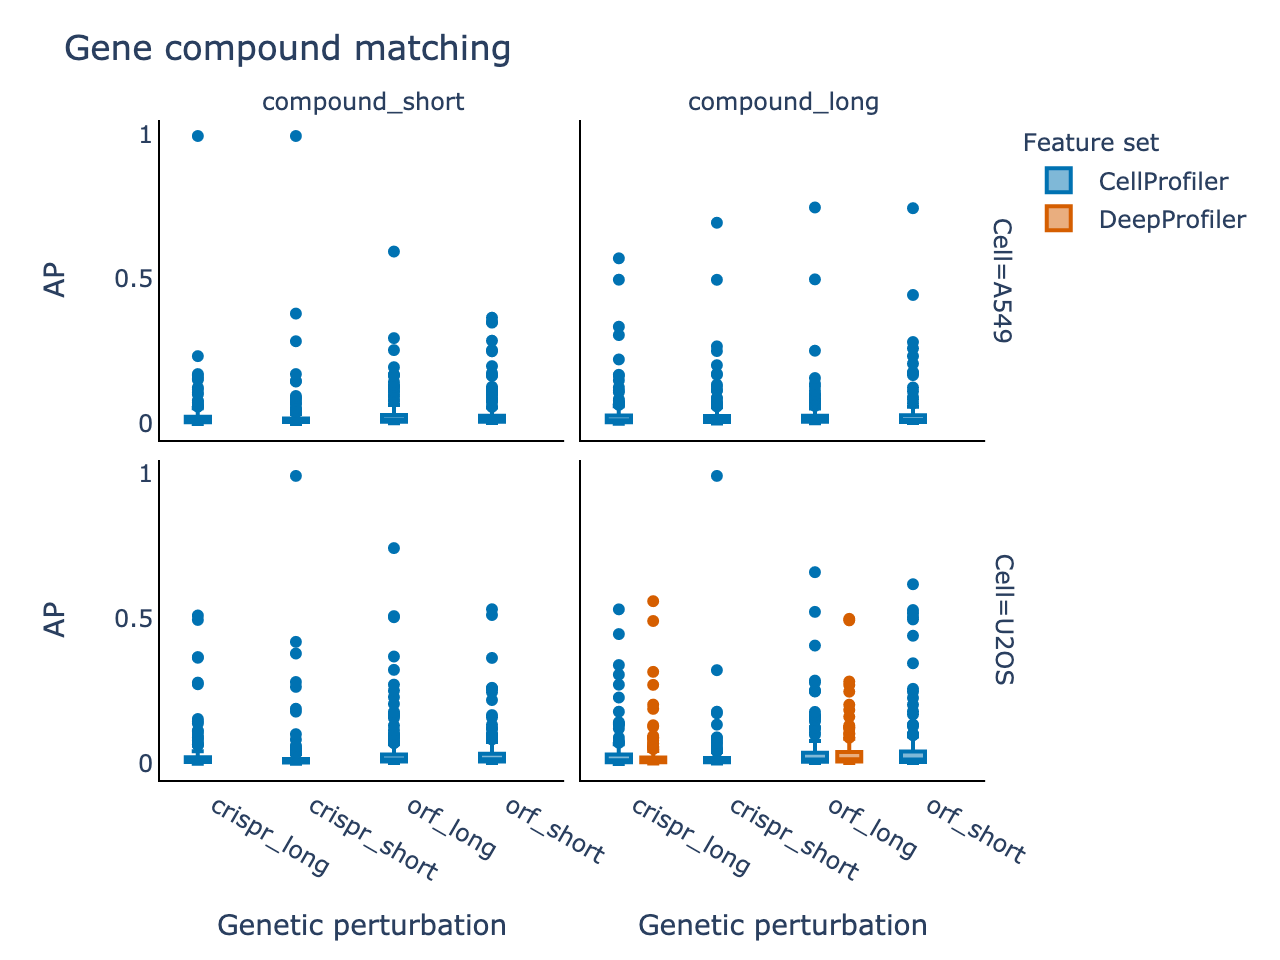 Gene compound matching
compound_short
compound_long
Feature set
CellProfiler
DeepProfiler
AP
1
0.5
0
Cell=A549
AP
1
0.5
0
Cell=U2OS
crispr_long
crispr_short
orf_long
orf_short
crispr_long
crispr_short
orf_long
orf_short
Genetic perturbation
Genetic perturbation